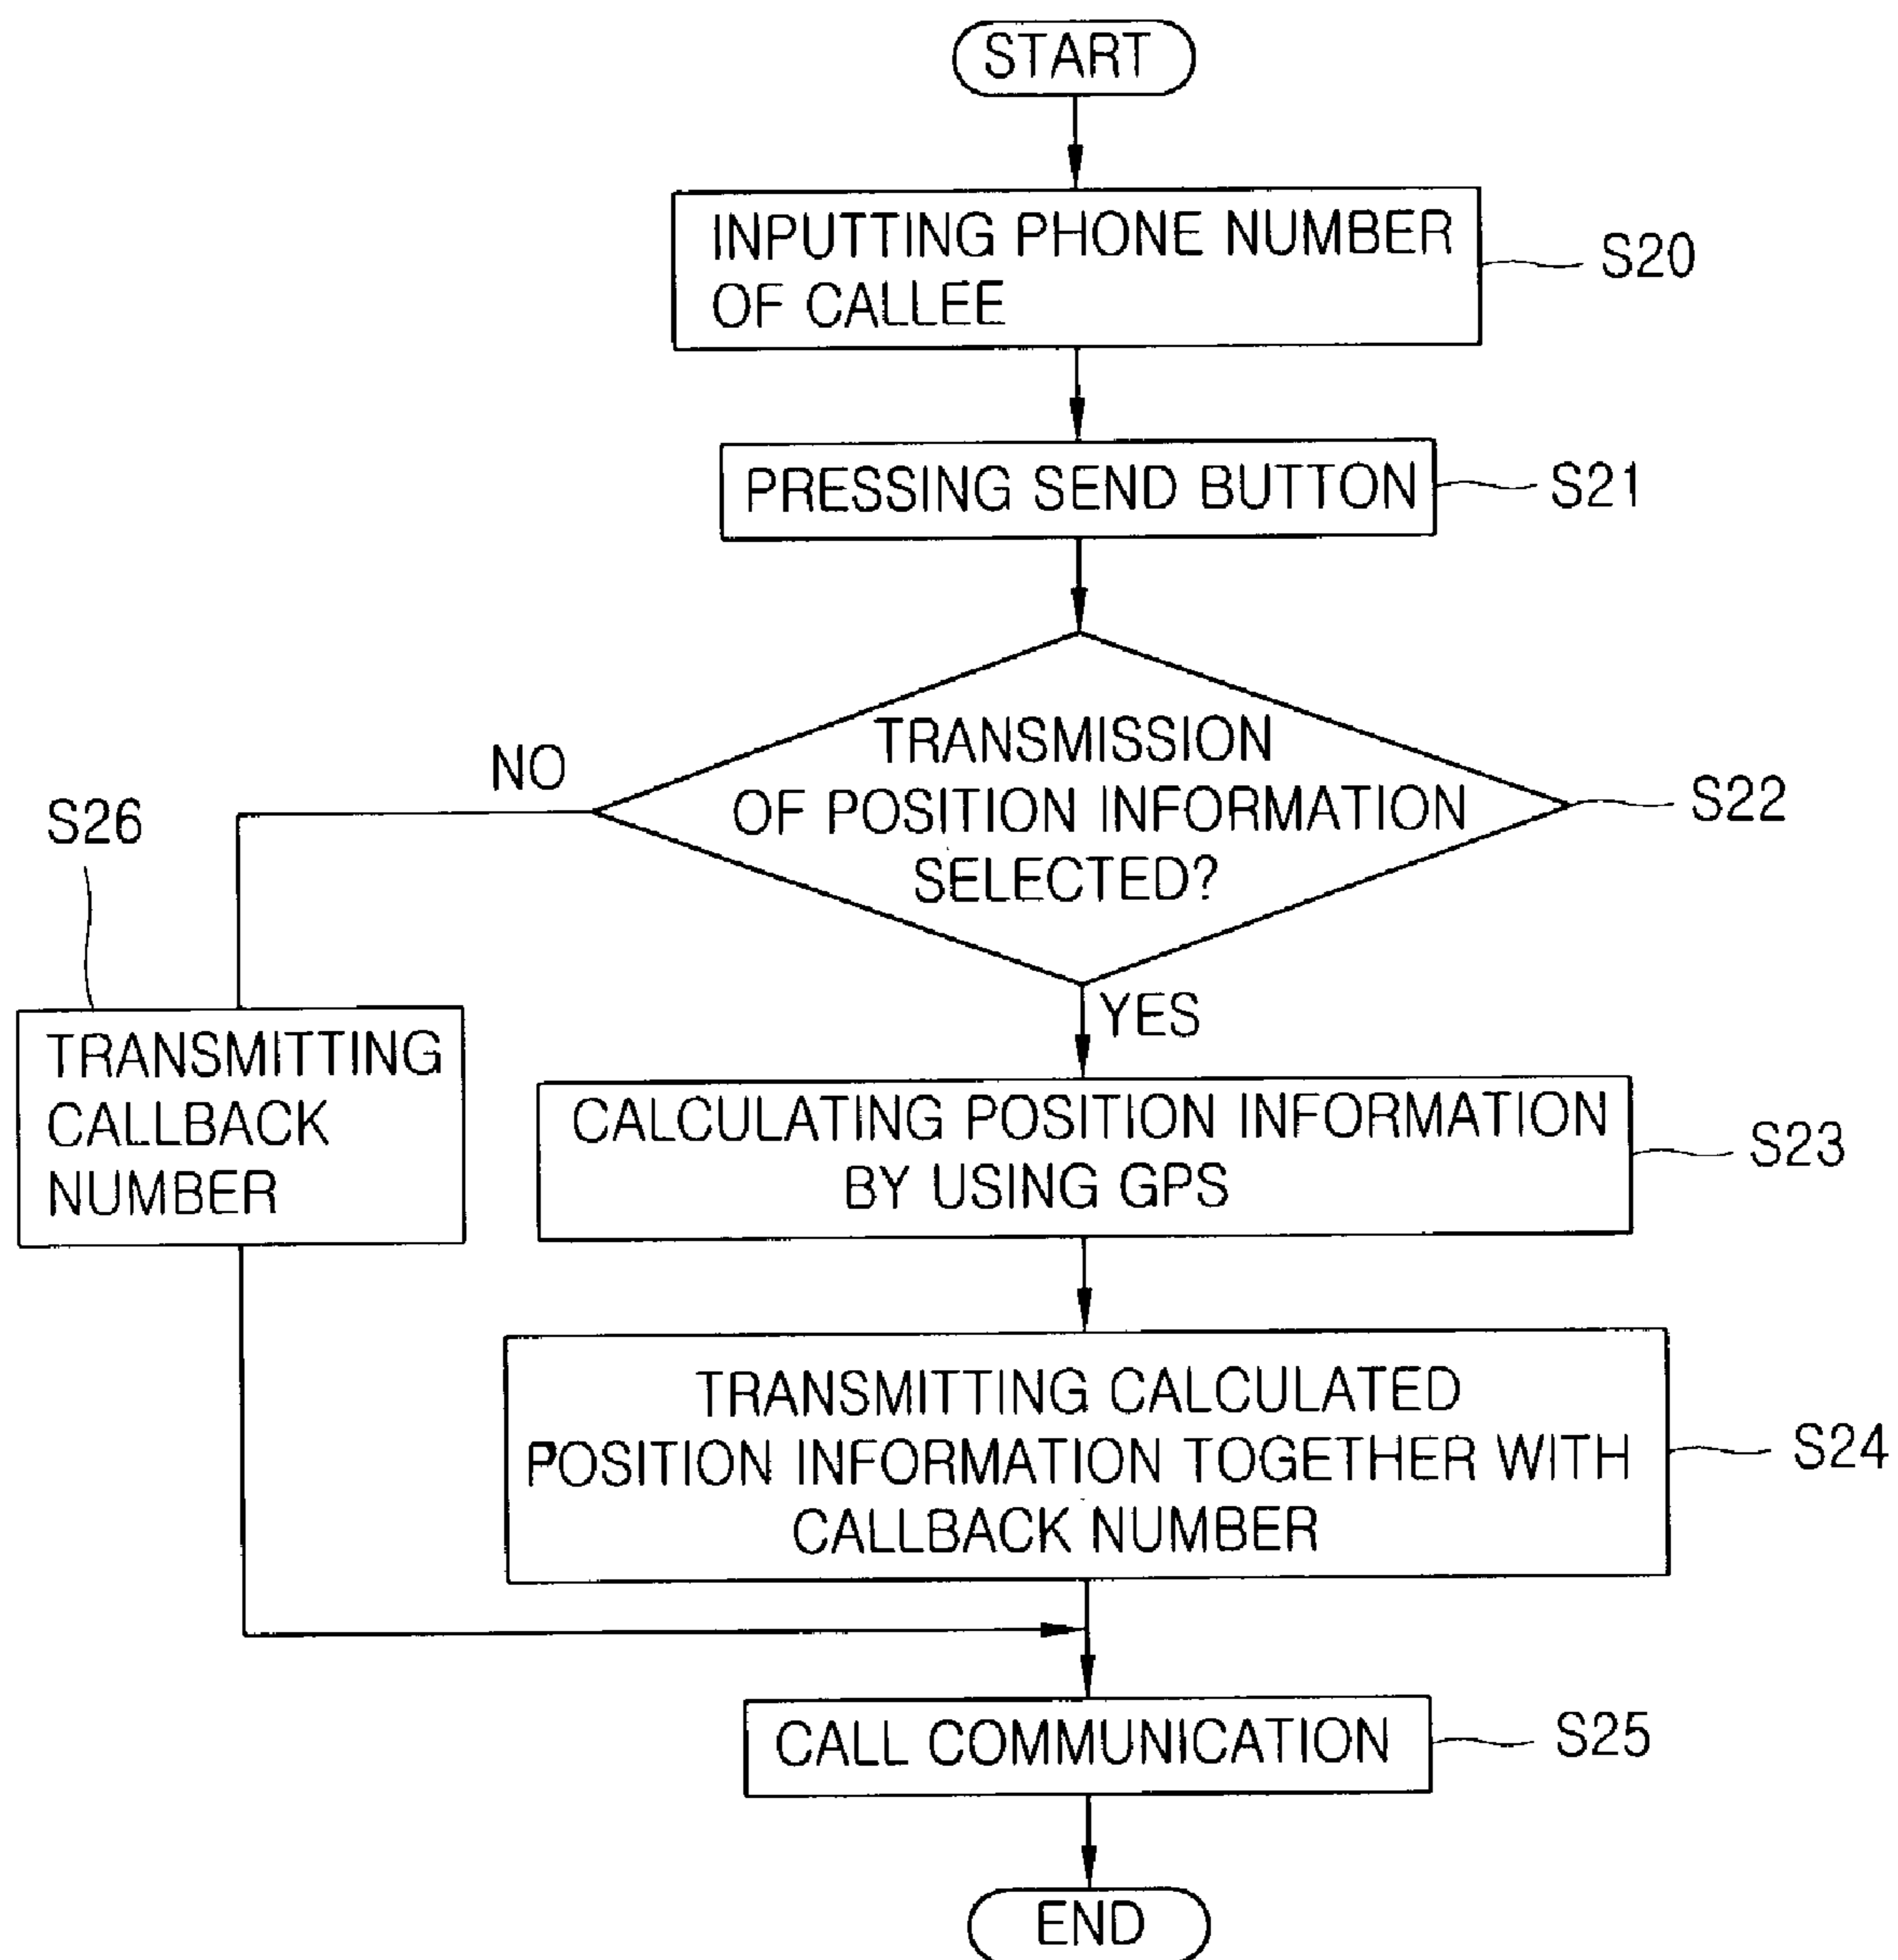 START
INPUTTING PHONE NUMBER
OF CALLEE
S20
PRESSING SEND BUTTON
S21
TRANSMISSION
OF POSITION INFORMATION
SELECTED?
S22
NO
S26
YES
TRANSMITTING
CALLBACK
NUMBER
CALCULATING POSITION INFORMATION
BY USING GPS
S23
TRANSMITTING CALCULATED
POSITION INFORMATION TOGETHER WITH
CALLBACK NUMBER
S24
CALL COMMUNICATION
S25
END